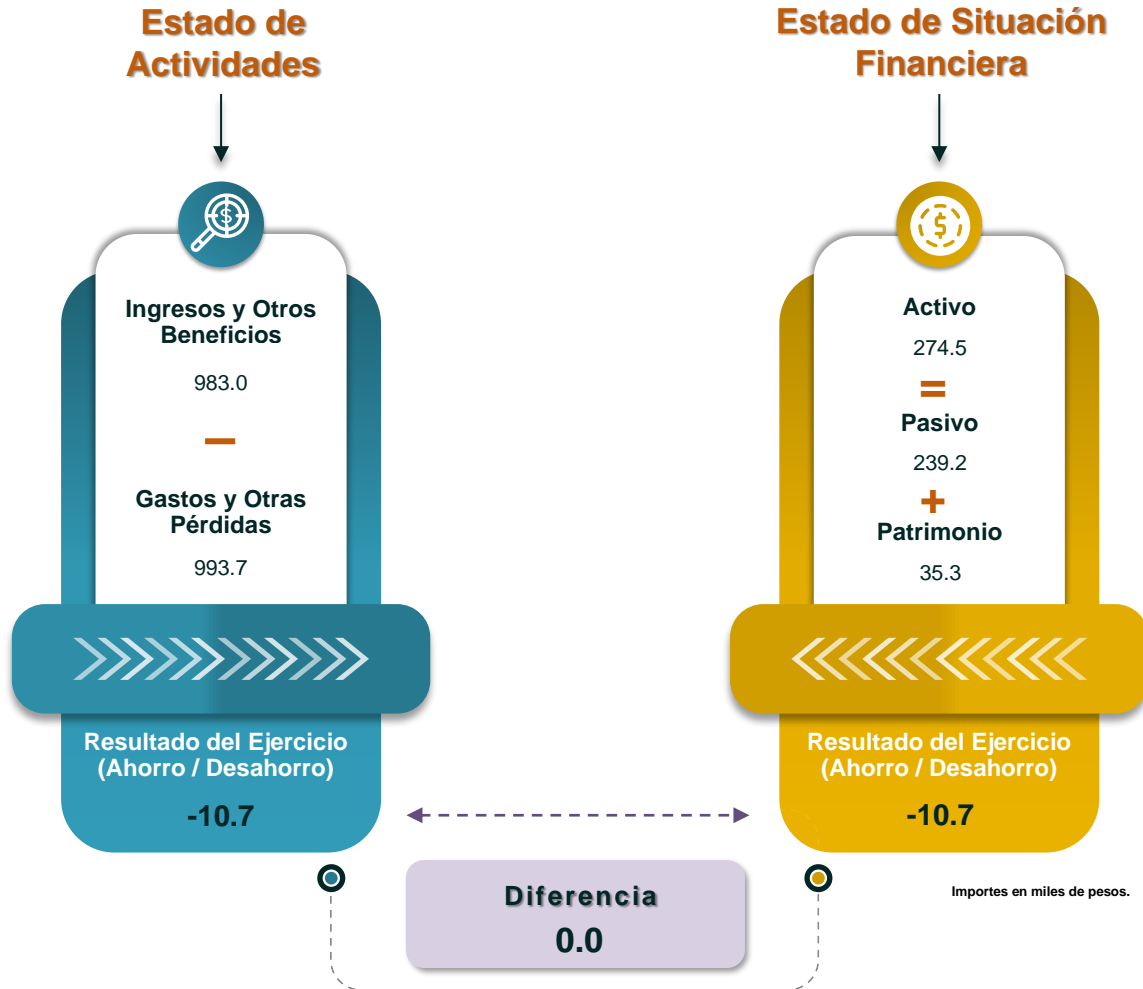 Estado de
Actividades
$
Ingresos y Otros
Beneficios
983.0
–
Gastos y Otras
Pérdidas
993.7
Resultado del Ejercicio
(Ahorro / Desahorro)
-10.7
Estado de Situación
Financiera
$
Activo
274.5
=
Pasivo
239.2
+
Patrimonio
35.3
Resultado del Ejercicio
(Ahorro / Desahorro)
-10.7
Diferencia
0.0
Importes en miles de pesos.